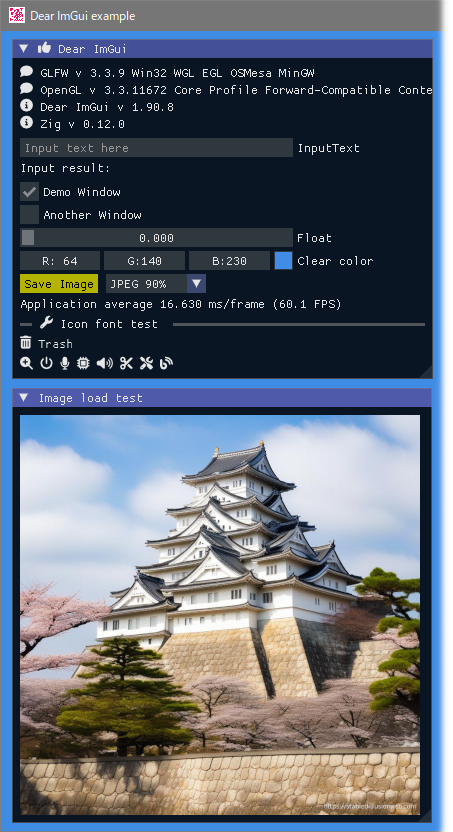 Dear ImGui example
Dear ImGui
GLFW v 3.3.9 Win32 WGL EGL OSMesa MinGW
OpenGL v 3.3.11672 Core Profile Forward-Compatible Conte
Dear ImGui v 1.90.8
Zig v 0.12.0
Input text here InputText
Input result:
Demo Window
Another Window
0.000 Float
R: 64 G:140 B:230 Clear color
Save Image JPEG 90%
Application average 16.630 ms/frame (60.1 FPS)
Icon font test
Trash
Image load test